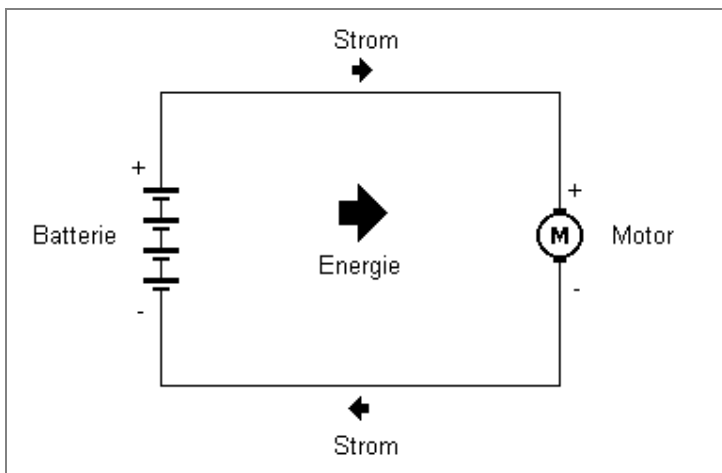 Strom
+
+
Batterie
M
Motor
Energie
-
-
Strom